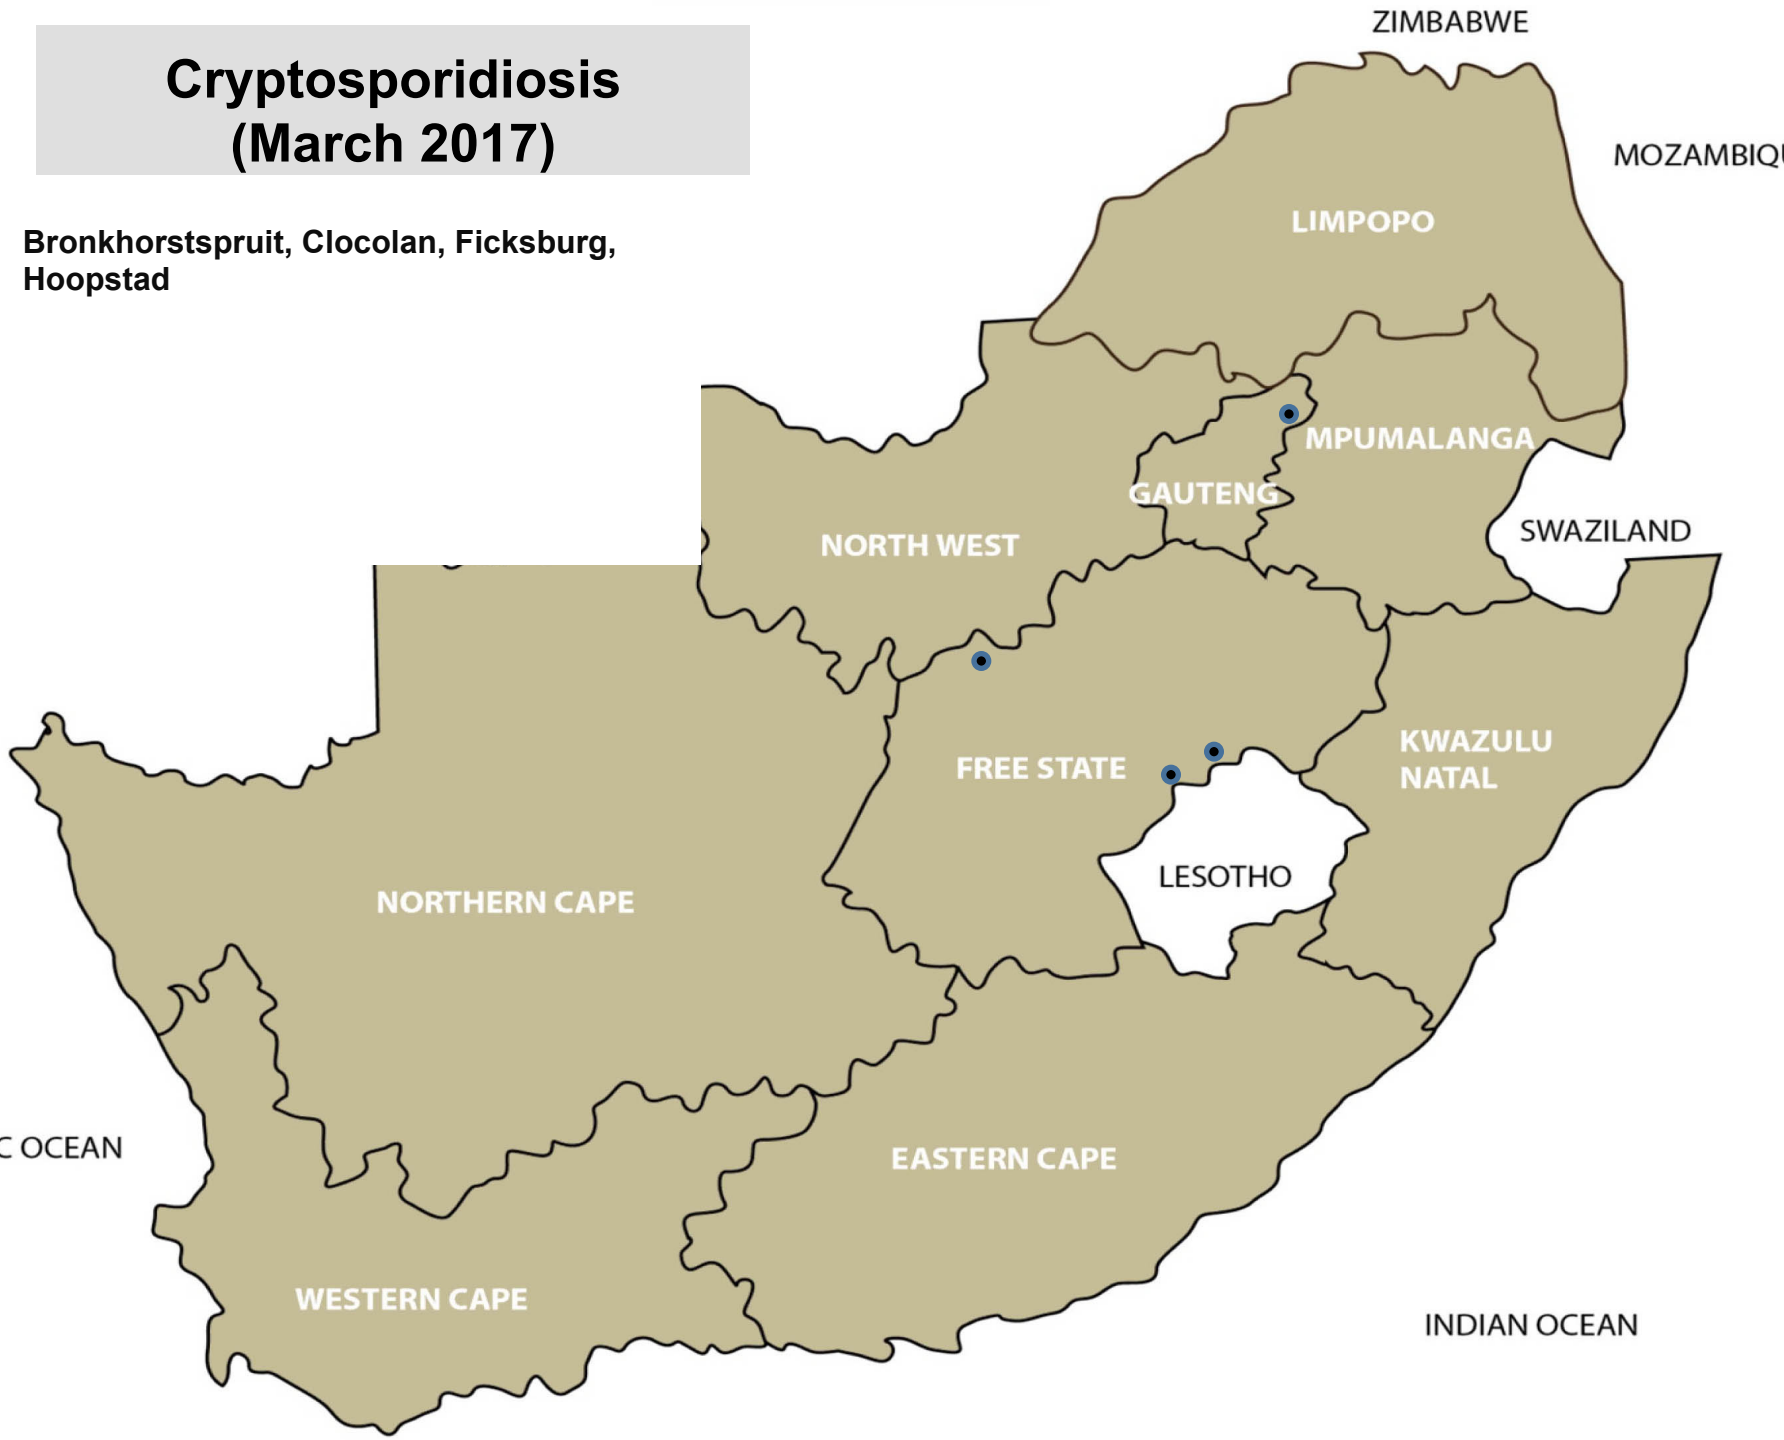 ZIMBABWE
Cryptosporidiosis
(March 2017)
MOZAMBIQU
LIMPOPO
Bronkhorstspruit, Clocolan, Ficksburg,
Hoopstad
MPUMALANGA
GAUTENG
SWAZILAND
NORTH WEST
KWAZULU
NATAL
FREE STATE
LESOTHO
NORTHERN CAPE
C OCEAN
EASTERN CAPE
WESTERN CAPE
INDIAN OCEAN